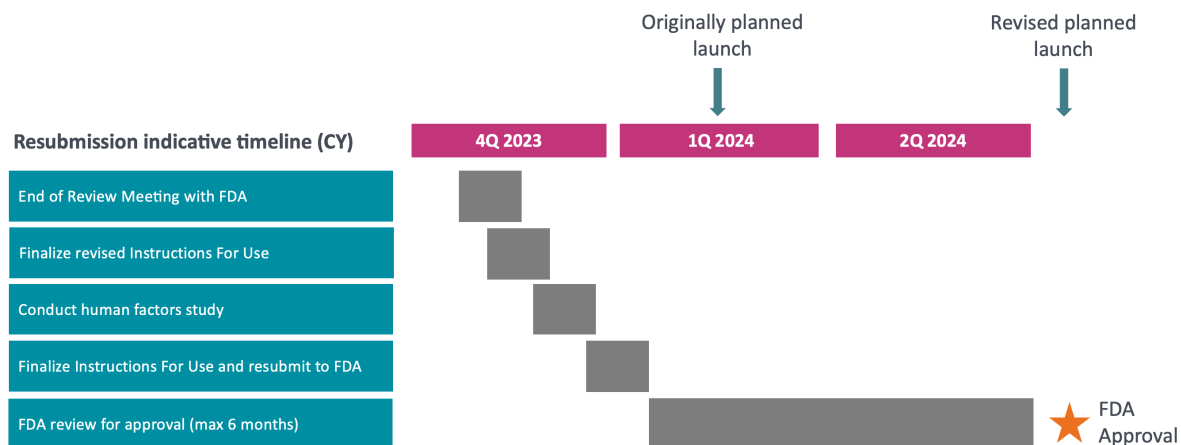 Originally planned
launch
Revised planned
launch
Resubmission indicative timeline (CY)
4Q 2023
1Q 2024
2Q 2024
End of Review Meeting with FDA
Finalize revised Instructions For Use
Conduct human factors study
Finalize Instructions For Use and resubmit to FDA
FDA review for approval (max 6 months)
FDA
Approval